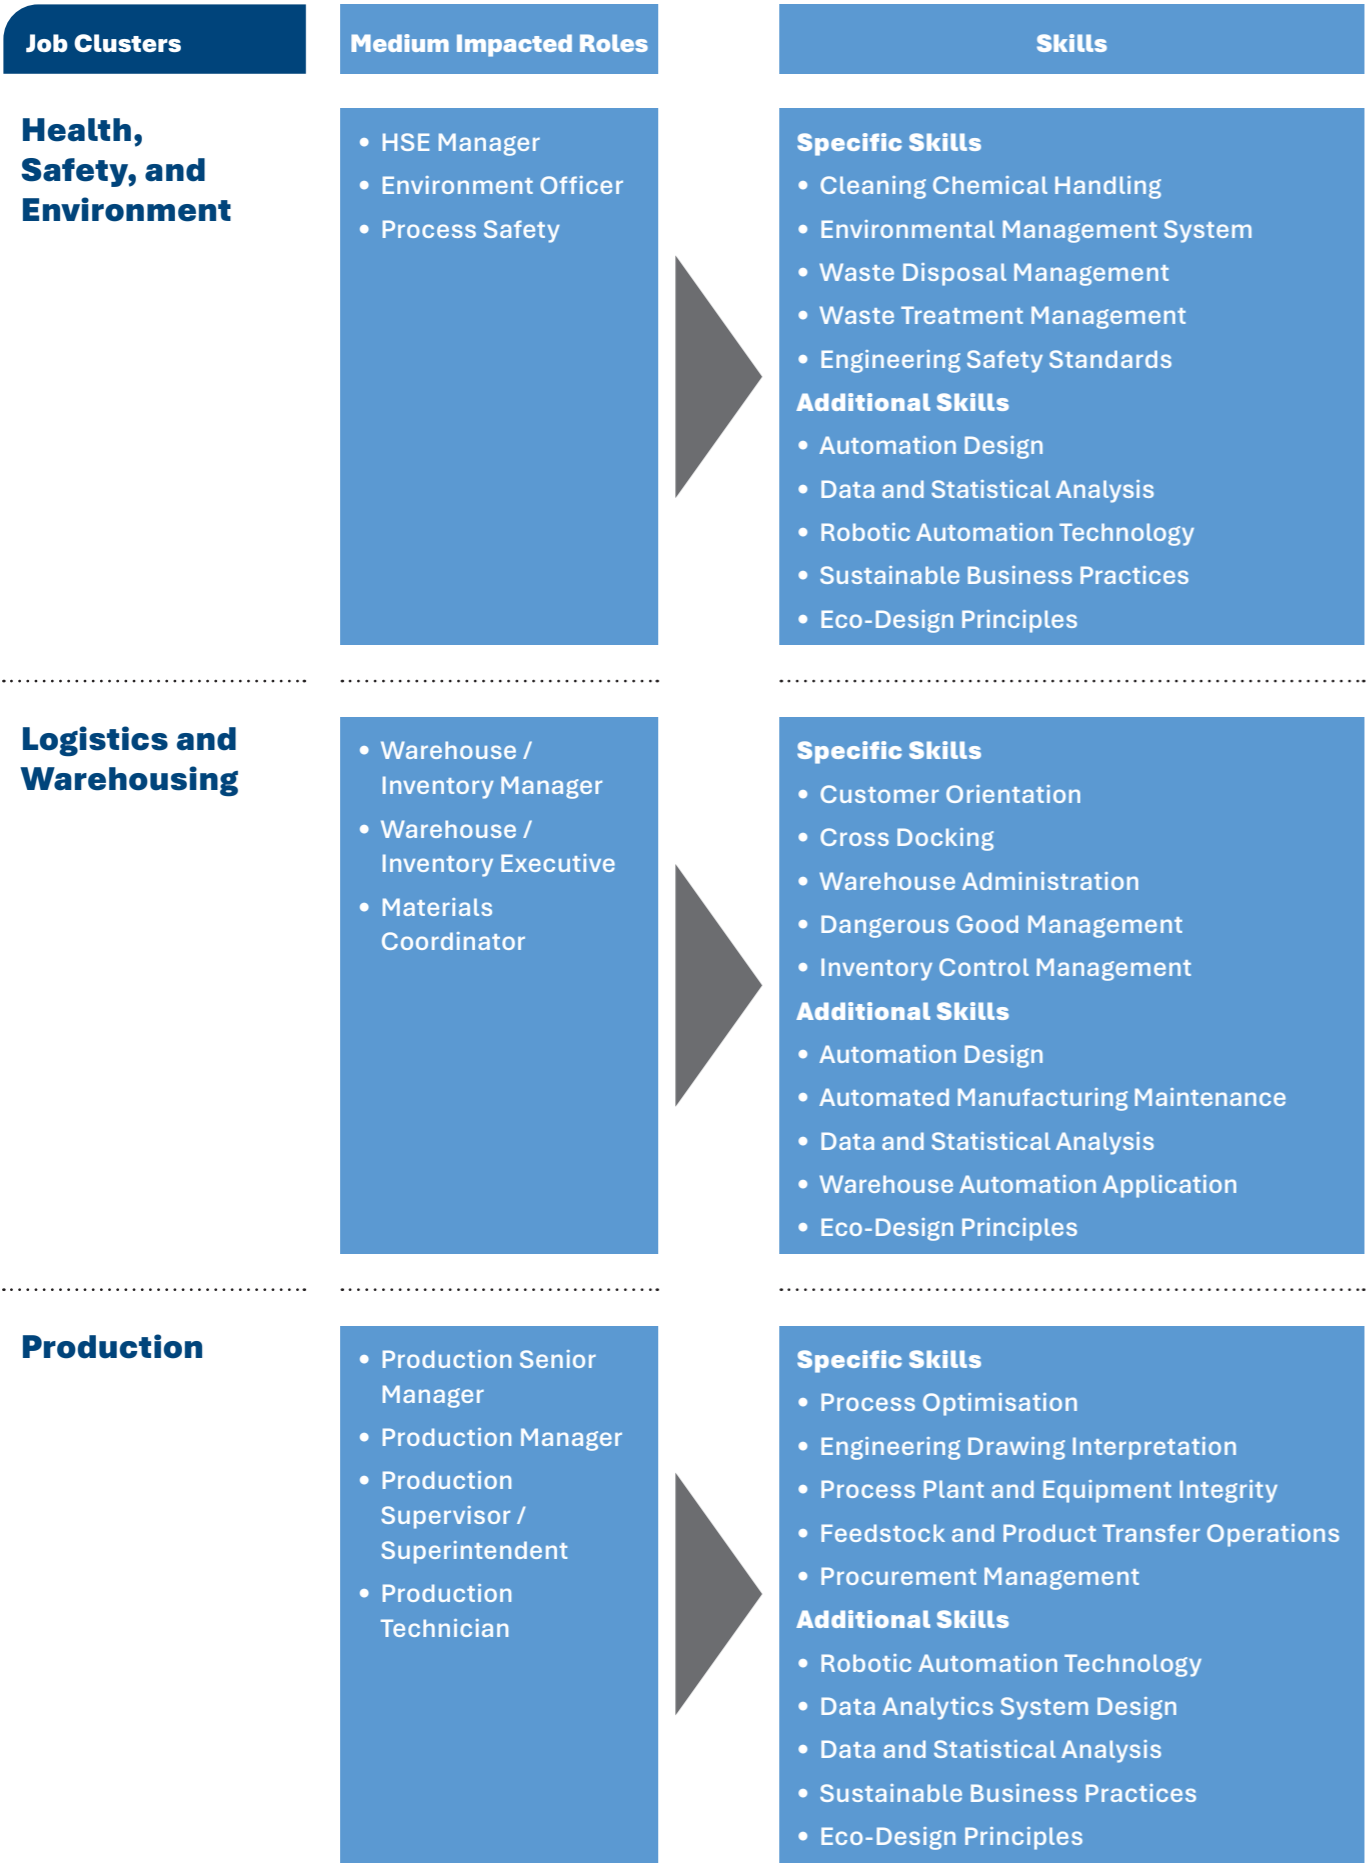 Job Clusters
Medium Impacted Roles
Skills
Health,
Safety, and
Environment
• HSE Manager
• Environment Officer
• Process Safety
Specific Skills
• Cleaning Chemical Handling
• Environmental Management System
• Waste Disposal Management
• Waste Treatment Management
• Engineering Safety Standards
Additional Skills
• Automation Design
• Data and Statistical Analysis
• Robotic Automation Technology
• Sustainable Business Practices
• Eco-Design Principles
Logistics and
Warehousing
• Warehouse /
Inventory Manager
• Warehouse /
Inventory Executive
• Materials
Coordinator
Specific Skills
• Customer Orientation
• Cross Docking
• Warehouse Administration
• Dangerous Good Management
• Inventory Control Management
Additional Skills
• Automation Design
• Automated Manufacturing Maintenance
• Data and Statistical Analysis
• Warehouse Automation Application
• Eco-Design Principles
Production
• Production Senior
Manager
• Production Manager
• Production
Supervisor /
Superintendent
• Production
Technician
Specific Skills
• Process Optimisation
• Engineering Drawing Interpretation
• Process Plant and Equipment Integrity
• Feedstock and Product Transfer Operations
• Procurement Management
Additional Skills
• Robotic Automation Technology
• Data Analytics System Design
• Data and Statistical Analysis
• Sustainable Business Practices
• Eco-Design Principles